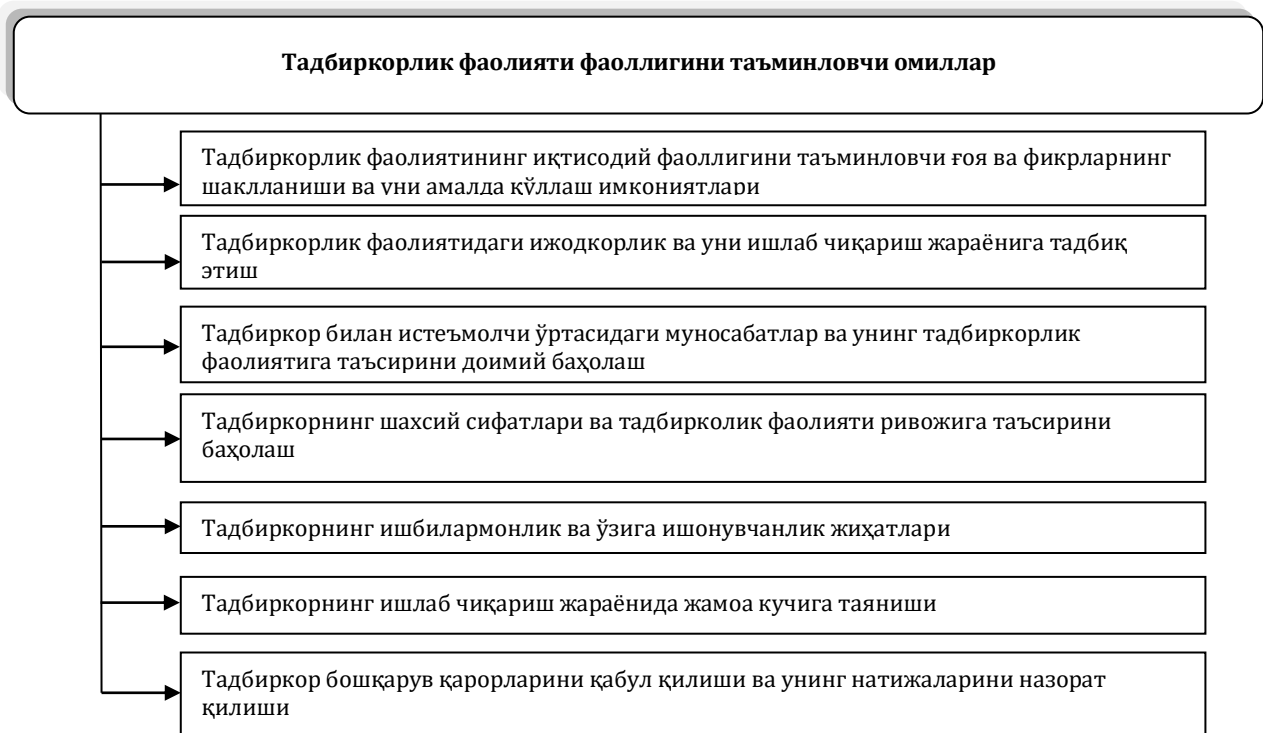 Тадбиркорлик фаолияти фаоллигини таъминловчи омиллар
Тадбиркорлик фаолиятининг иқтисодий фаоллигини таъминловчи ғоя ва фикрларнинг
шаклланиши ва уни амалда қўллаш имкониятлари
Тадбиркорлик фаолиятидаги ижодкорлик ва уни ишлаб чиқариш жараёнига тадбиқ
этиш
Тадбиркор билан истеъмолчи ўртасидаги муносабатлар ва унинг тадбиркорлик
фаолиятига таъсирини доимий баҳолаш
Тадбиркорнинг шахсий сифатлари ва тадбирколик фаолияти ривожига таъсирини
баҳолаш
Тадбиркорнинг ишбилармонлик ва ўзига ишонувчанлик жиҳатлари
Тадбиркорнинг ишлаб чиқариш жараёнида жамоа кучига таяниши
Тадбиркор бошқарув қарорларини қабул қилиши ва унинг натижаларини назорат
қилиши